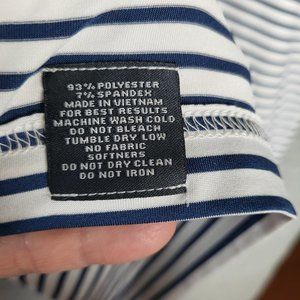 93% POLYESTER
7% SPANDEX
MADE IN VIETNAM
FOR BEST RESULTS
MACHINE WASH COLD
DO NOT BLEACH
TUMBLE DRY LOW
NO FABRIC
SOFTNERS
DO NOT DRY CLEAN
DO NOT IRON